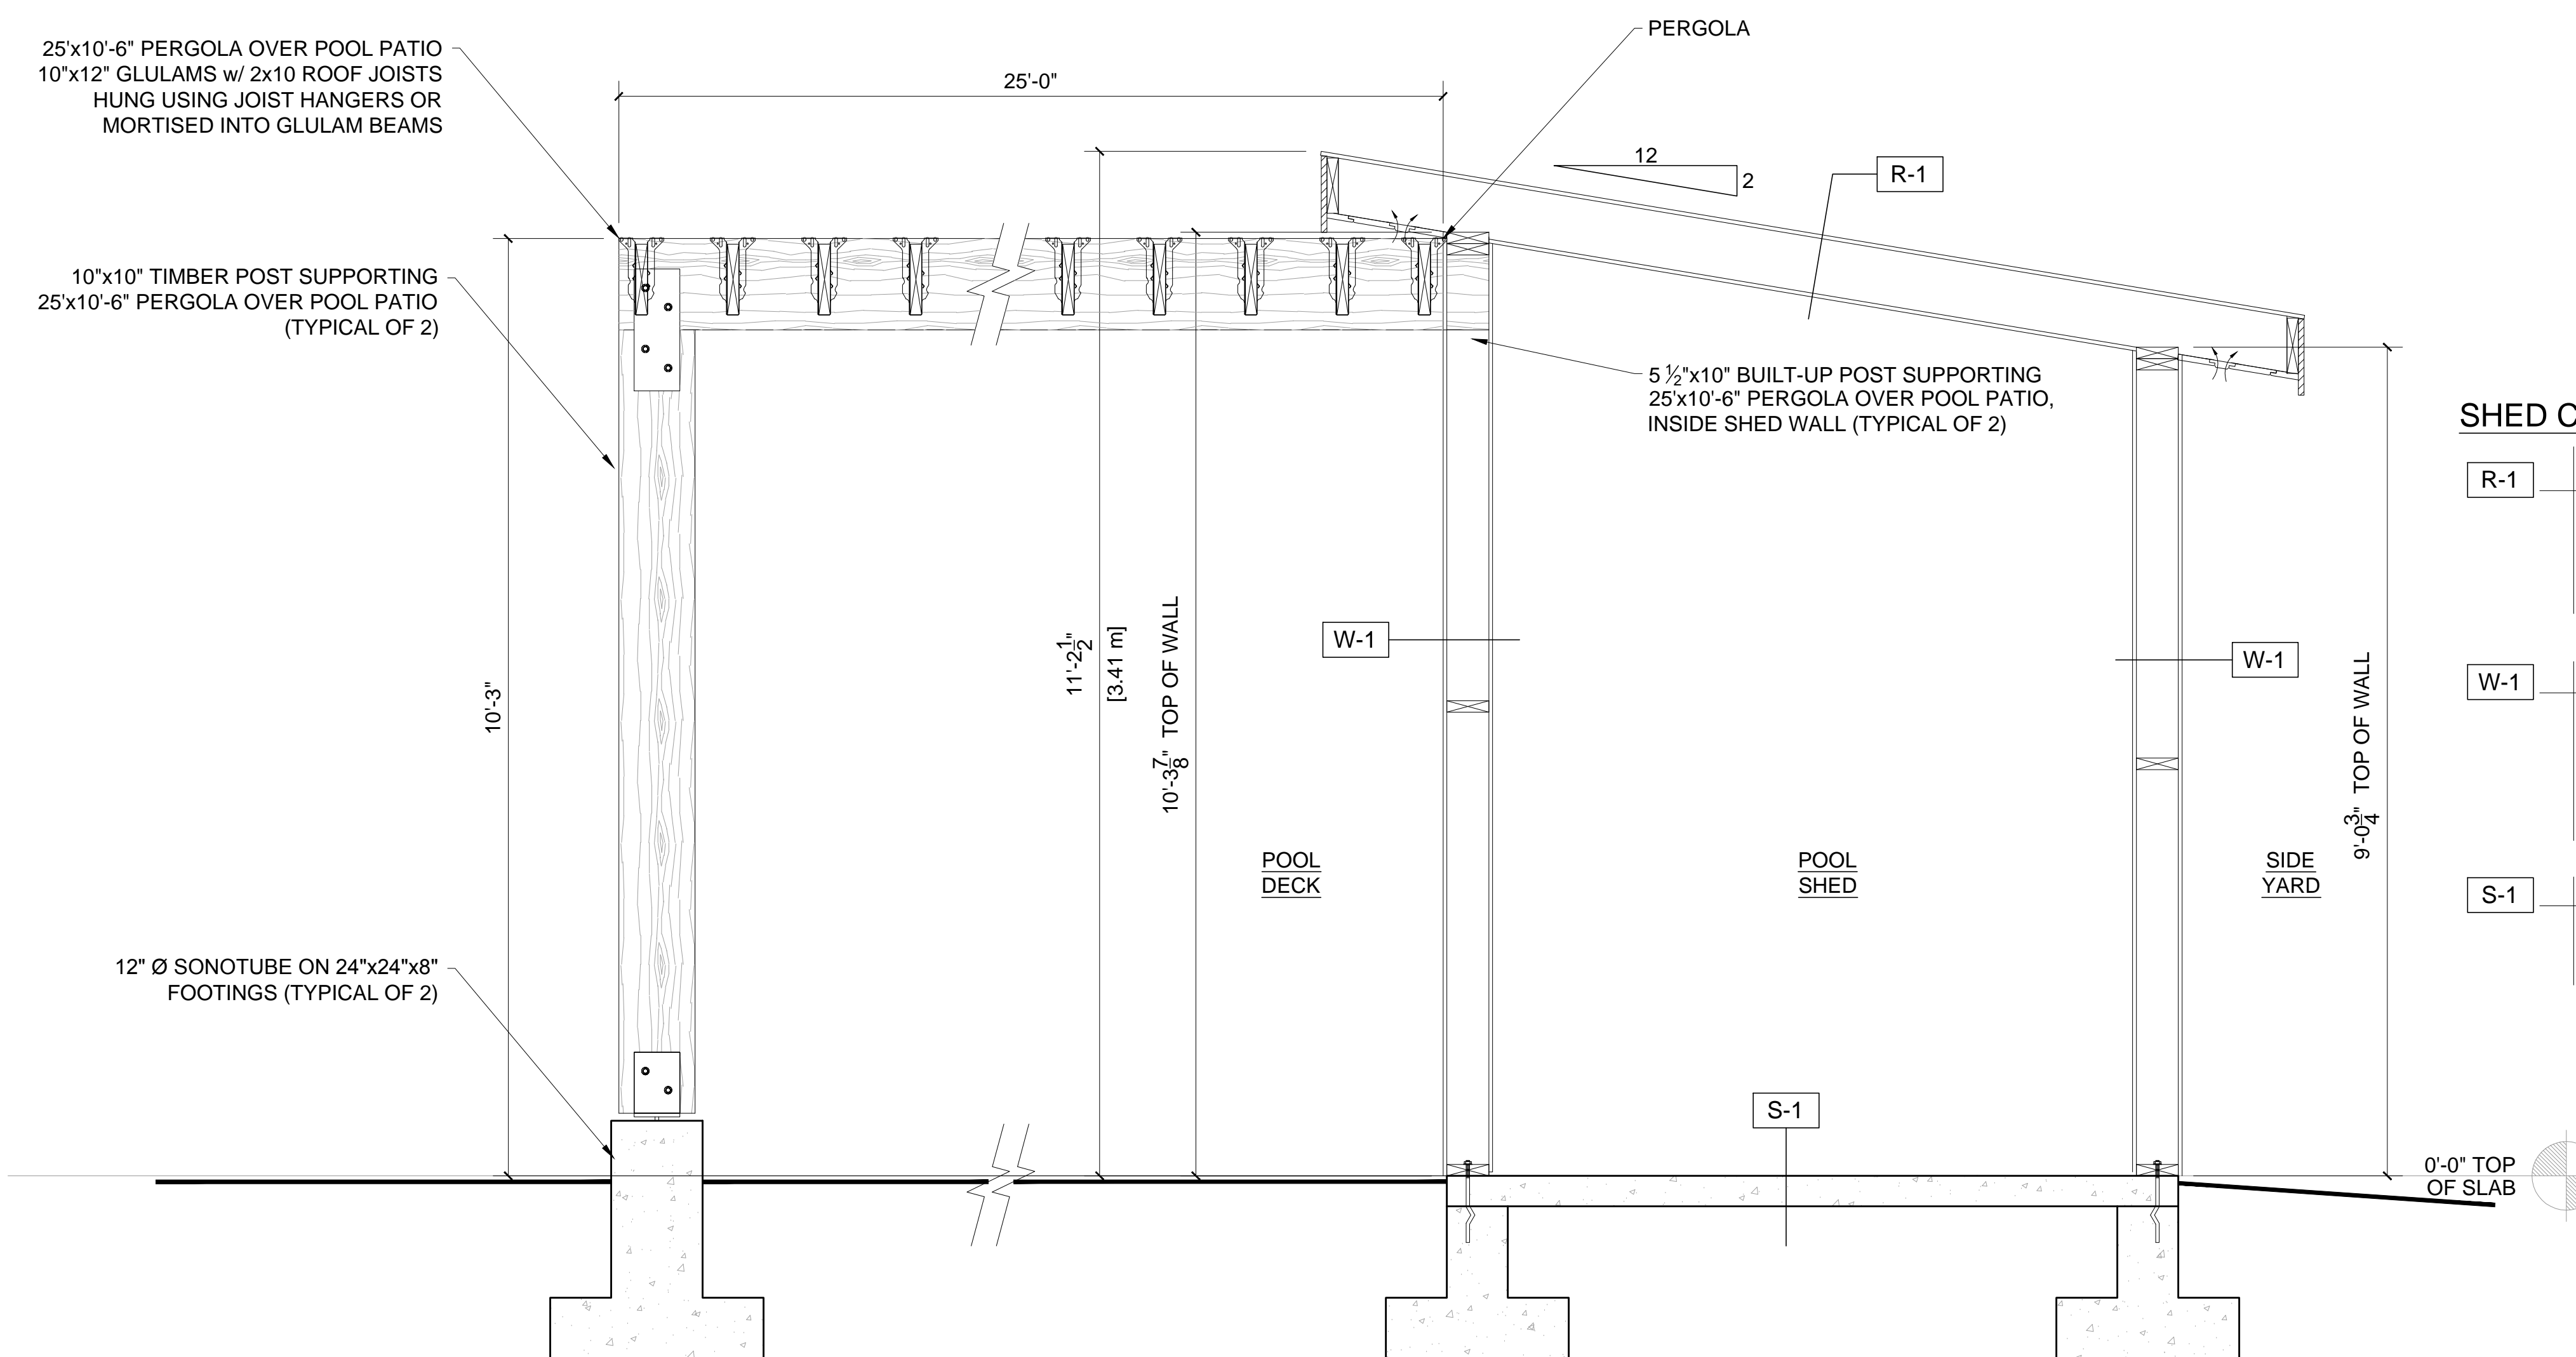 25'x10'-6" PERGOLA OVER POOL PATIO
10"x12" GLULAMS w/ 2x10 ROOF JOISTS
HUNG USING JOIST HANGERS OR
MORTISED INTO GLULAM BEAMS
25'-0"
PERGOLA
12
2
R-1
10"x10" TIMBER POST SUPPORTING
25'x10'-6" PERGOLA OVER POOL PATIO
(TYPICAL OF 2)
5 ½"x10" BUILT-UP POST SUPPORTING
25'x10'-6" PERGOLA OVER POOL PATIO,
INSIDE SHED WALL (TYPICAL OF 2)
SHED C
R-1
10'-3"
11'-2 1/2"
[3.41 m]
10'-3 7/8" TOP OF WALL
W-1
W-1
9'-0 3/4" TOP OF WALL
W-1
POOL
DECK
POOL
SHED
SIDE
YARD
S-1
12" Ø SONOTUBE ON 24"x24"x8"
FOOTINGS (TYPICAL OF 2)
S-1
0'-0" TOP
OF SLAB